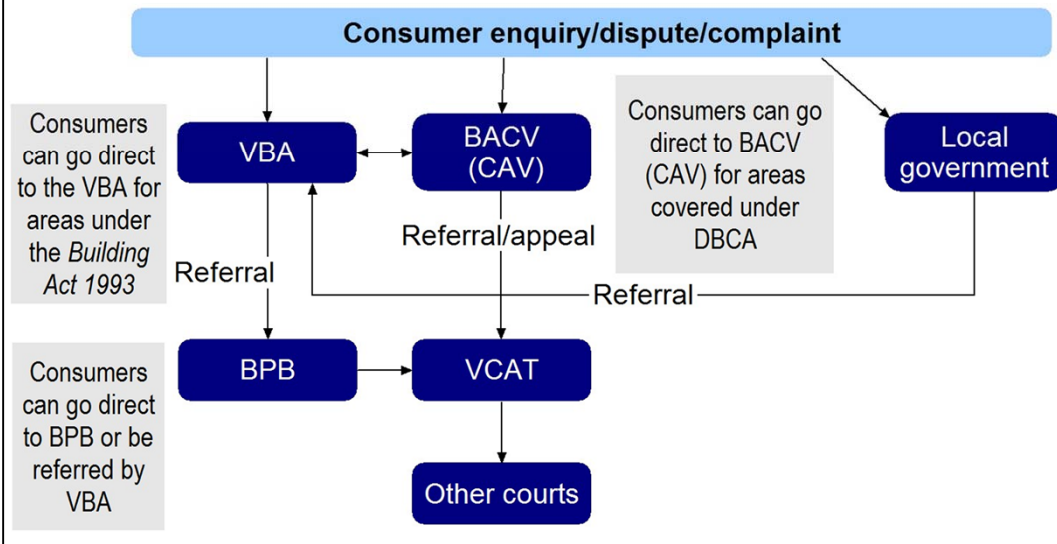 Consumer enquiry/dispute/complaint
Consumers
can go direct
to the VBA for
areas under
the Building
Act 1993
VBA
BACV
(CAV)
Consumers can go
direct to BACV
(CAV) for areas
covered under
DBCA
Local
government
Referral/appeal
Referral
Referral
Consumers
can go direct
to BPB or be
referred by
VBA
BPB
VCAT
Other courts